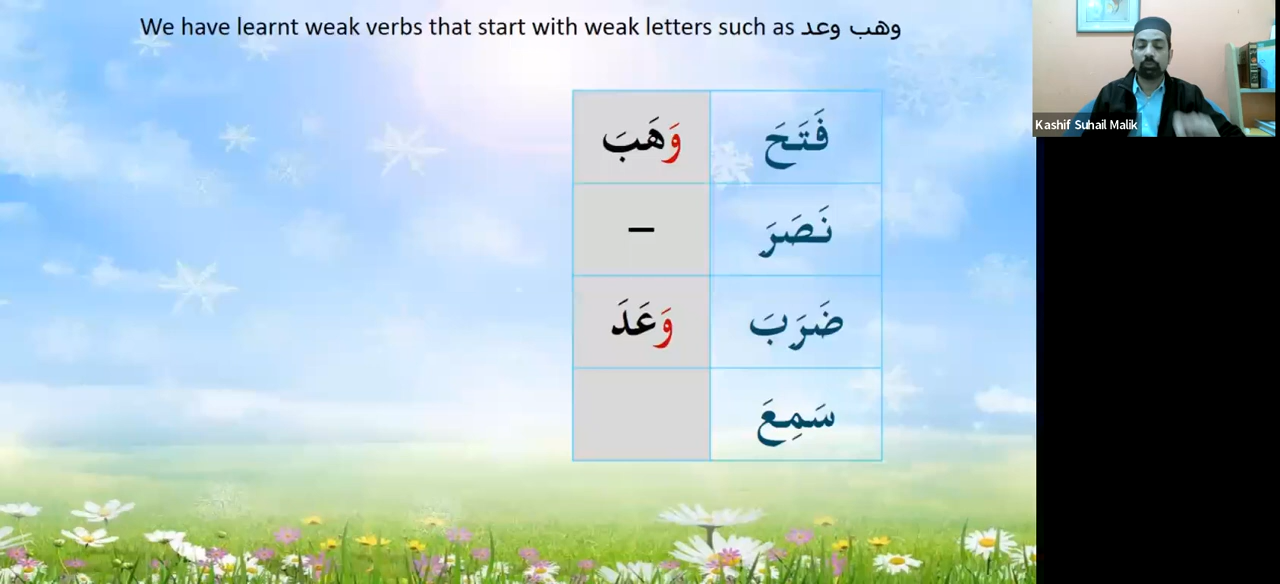 We have learnt weak verbs that start with weak letters such as وهب وعد
فَتَحَ وَهَبَ
نَصَرَ –
ضَرَبَ وَعَدَ
سَمِعَ
Kashif Suhail Malik